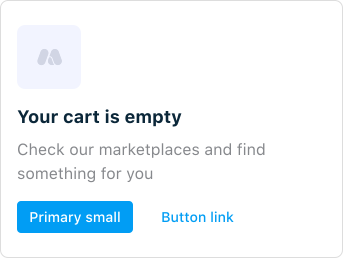 Your cart is empty
Check our marketplaces and find
something for you
Primary small
Button link